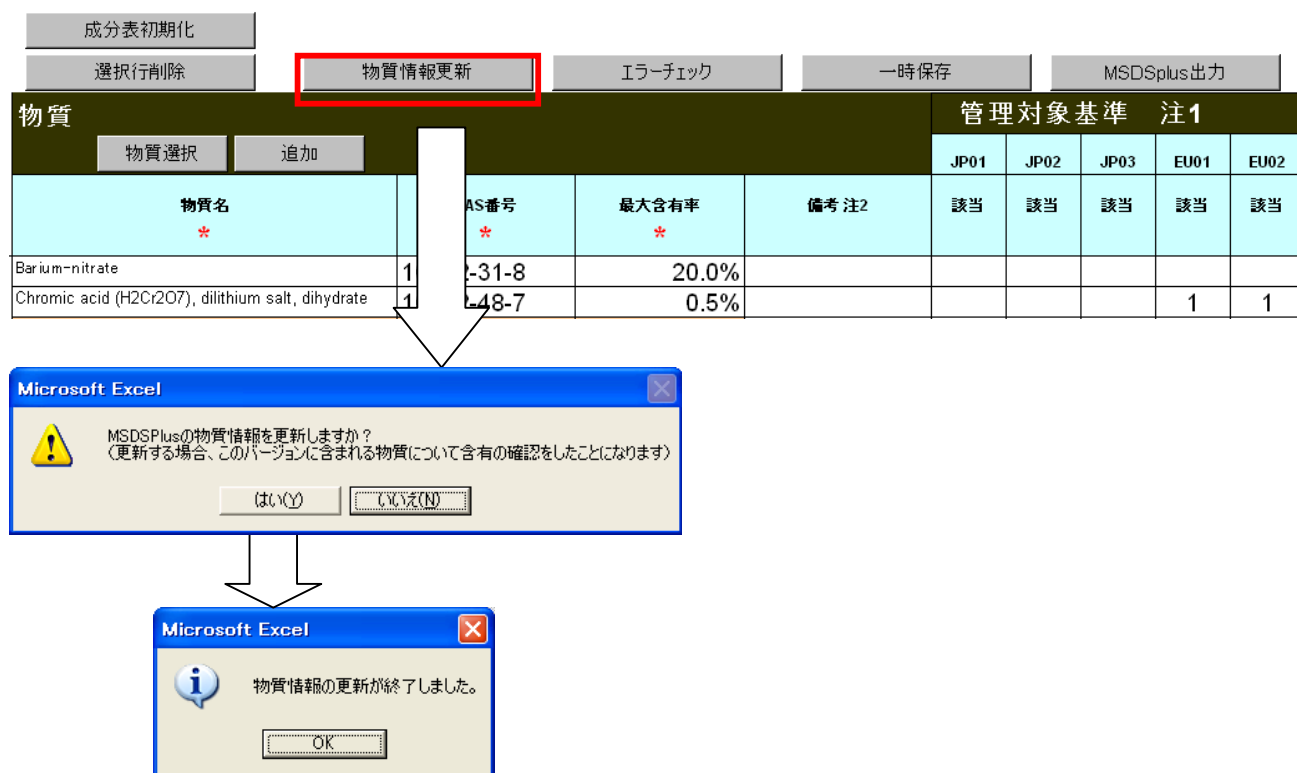 成分表初期化
選択行削除 物質情報更新 エラーチェック 一時保存 MSDSplus出力
物質 管理対象基準 注1
物質選択 追加 JP01 JP02 JP03 EU01 EU02
物質名 AS番号 最大含有率 備考 注2 該当 該当 該当 該当 該当
* * *
Barium-nitrate 1 2-31-8 20.0%
Chromic acid (H2Cr2O7), dilithium salt, dihydrate 1 2-48-7 0.5% 1 1
Microsoft Excel
MSDSPlusの物質情報を更新しますか？
（更新する場合、このバージョンに含まれる物質について含有の確認をしたことになります）
はい(Y) いいえ(N)
Microsoft Excel
物質情報の更新が終了しました。
OK